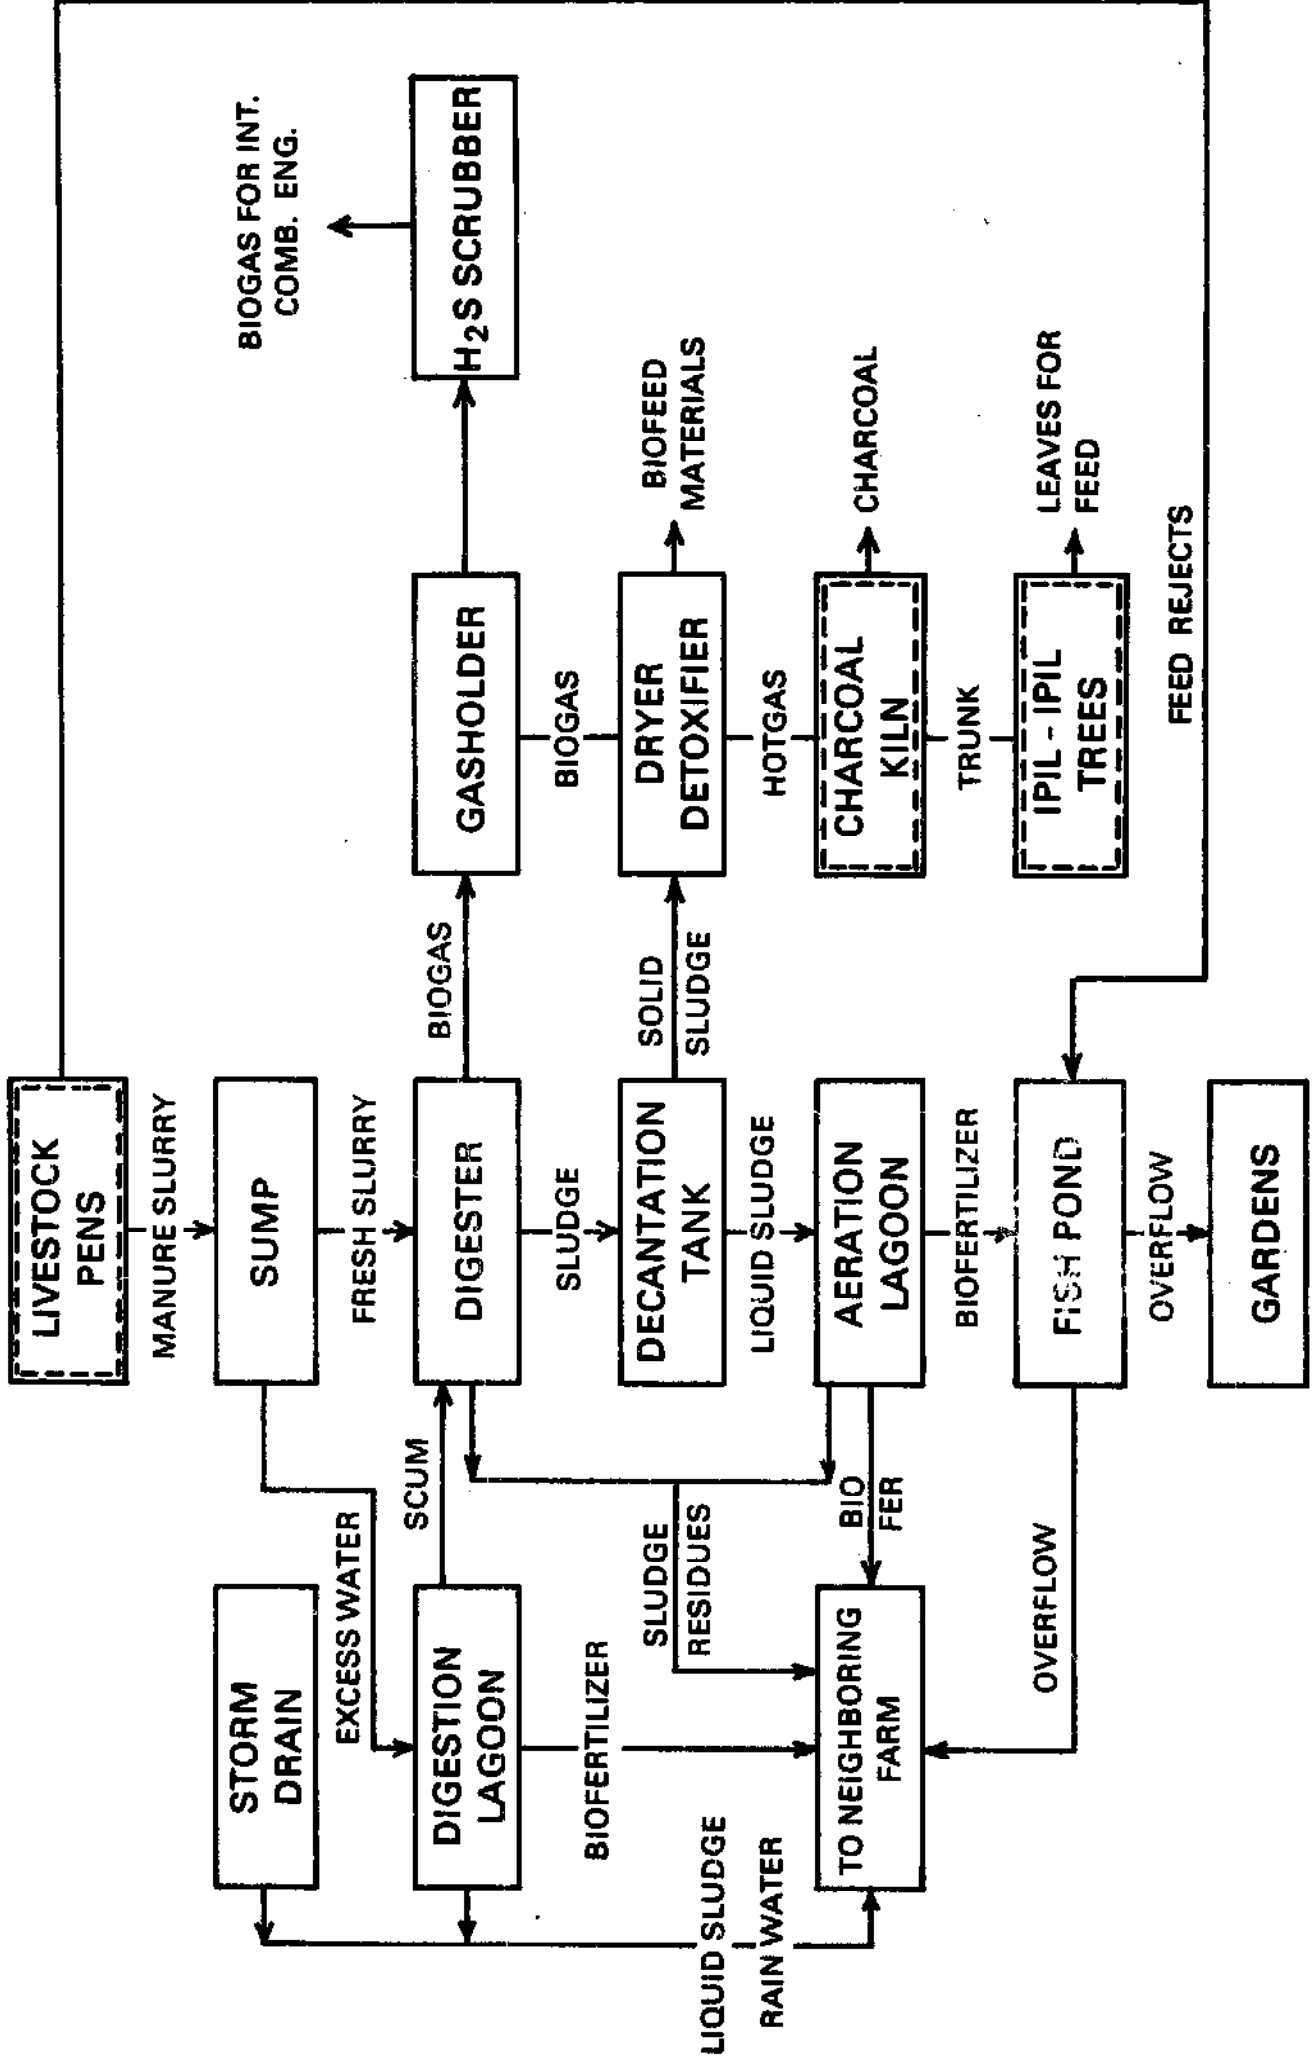 LIVESTOCK
PENS
MANURE SLURRY
STORM
DRAIN
SUMP
EXCESS WATER
FRESH SLURRY
BIOGAS FOR INT.
COMB. ENG.
DIGESTION
LAGOON
SCUM
DIGESTER
BIOGAS
GASHOLDER
H₂S SCRUBBER
BIOFERTILIZER
SLUDGE
BIOGAS
SLUDGE
RESIDUES
DECANTATION
TANK
SOLID
SLUDGE
DRYER
DETOXIFIER
BIOFEED
MATERIALS
LIQUID SLUDGE
RAIN WATER
LIQUID SLUDGE
HOTGAS
TO NEIGHBORING
FARM
BIO
FER
AERATION
LAGOON
CHARCOAL
KILN
CHARCOAL
BIOFERTILIZER
TRUNK
OVERFLOW
FISH POND
IPIL-IPIL
TREES
LEAVES FOR
FEED
OVERFLOW
FEED REJECTS
GARDENS